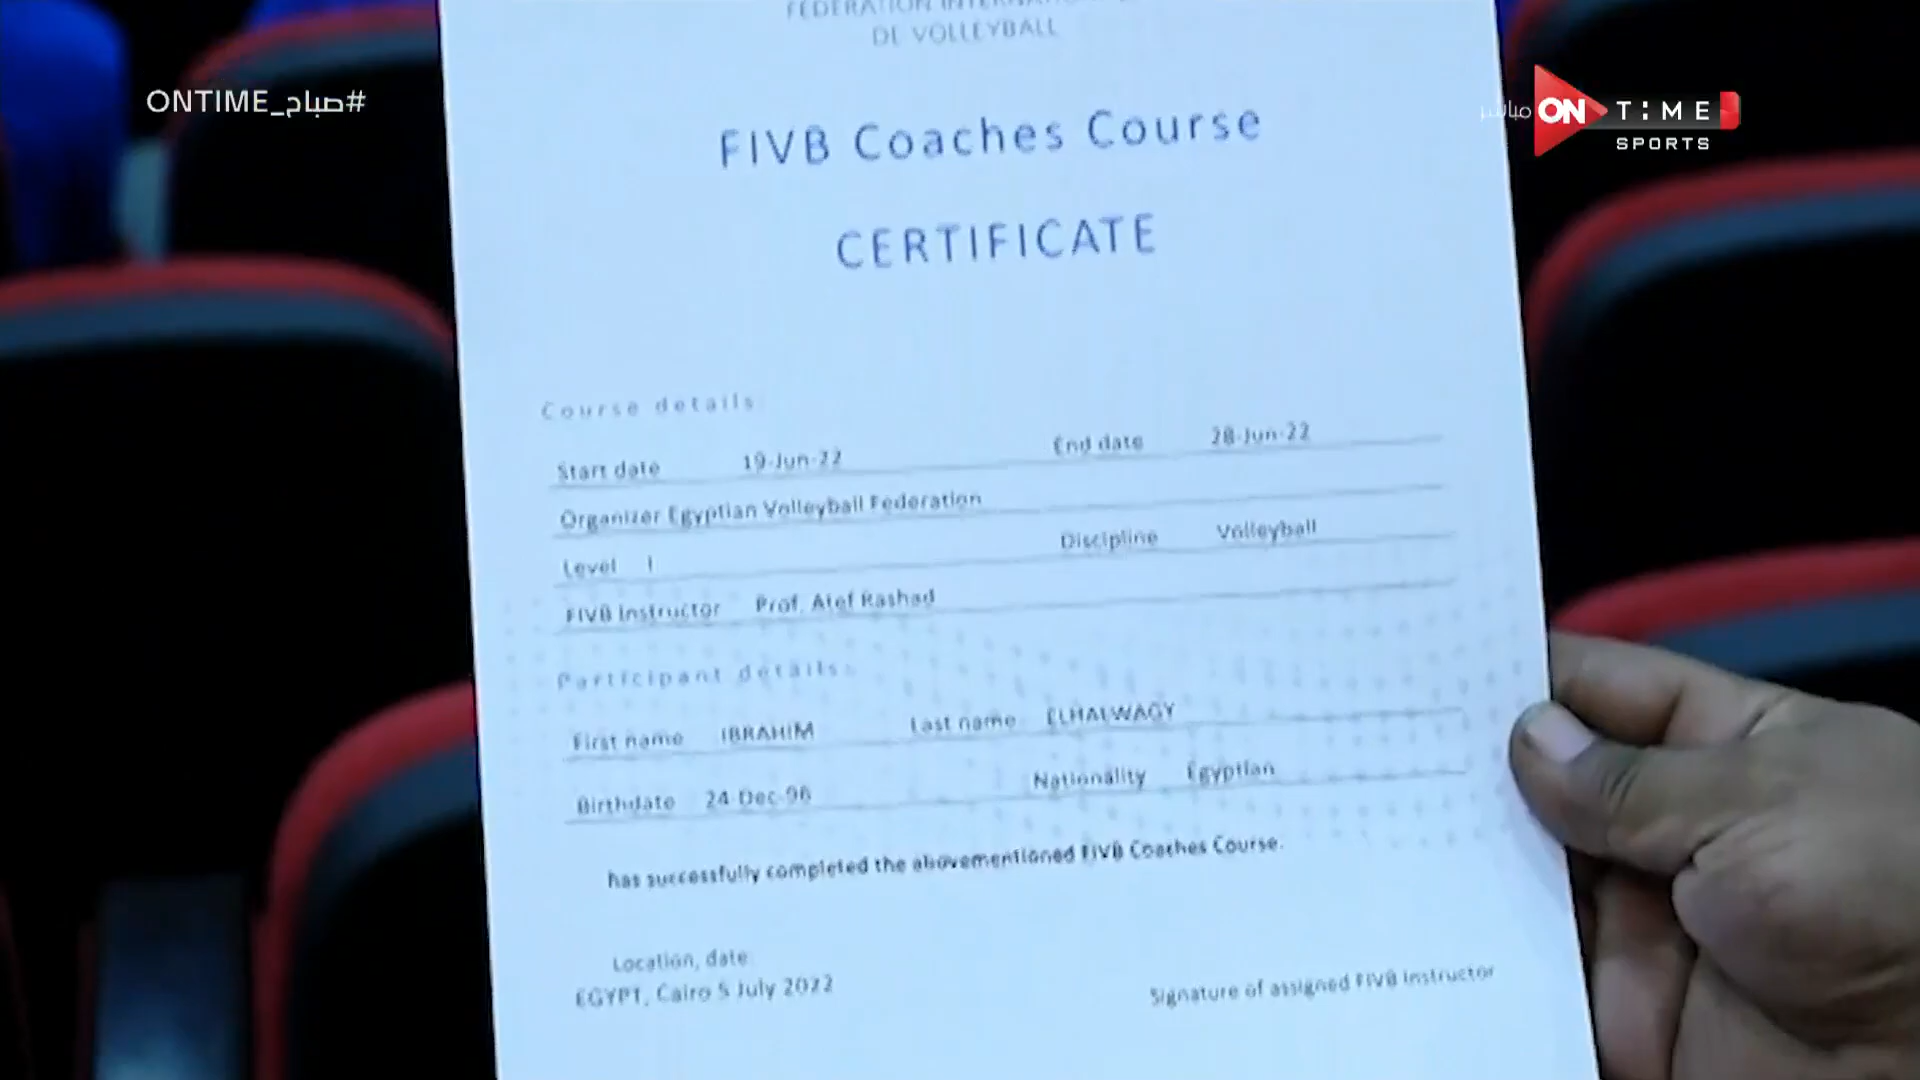 #صباح_ONTIME
مباشر ON TIME
SPORTS
FEDERATION
DE VOLLEYBALL
FIVB Coaches Course
CERTIFICATE
Course details
Start date 19-Jun-22 End date 28-Jun-22
Organizer Egyptian Volleyball Federation
Level I Discipline Volleyball
FIVB Instructor Prof. Atef Rashad
Participant details:
First name IBRAHIM Last name ELHALWAGY
Birthdate 24-Dec-96 Nationality Egyptian
has successfully completed the abovementioned FIVB Coaches Course.
Location, date
EGYPT, Cairo 5 July 2022
Signature of assigned FIVB Instructor